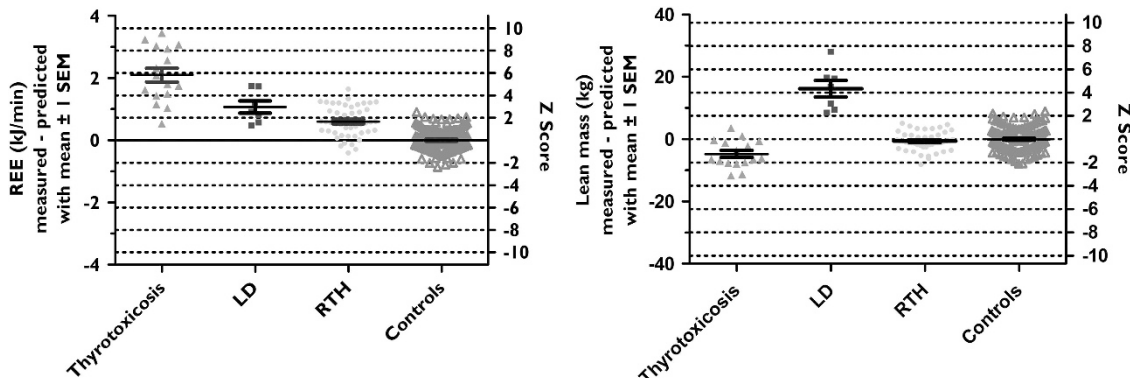 REE (kJ/min)
measured - predicted
with mean ± I SEM
4
2
0
-2
-4
10
8
6
4
2
-2
-4
-6
-8
-10
Z Score
Thyrotoxicosis
LD
RTH
Controls
Lean mass (kg)
measured - predicted
with mean ± I SEM
40
20
0
-20
-40
10
8
6
4
2
-2
-4
-6
-8
-10
Z Score
Thyrotoxicosis
LD
RTH
Controls